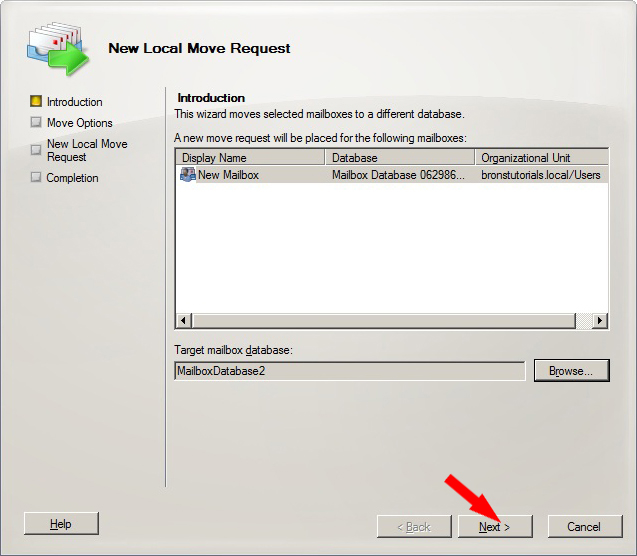 New Local Move Request
Introduction
Move Options
New Local Move
Request
Completion
Introduction
This wizard moves selected mailboxes to a different database.
A new move request will be placed for the following mailboxes:
Display Name Database Organizational Unit
New Mailbox Mailbox Database 062986... bronstutorials.local/Users
Target mailbox database:
MailboxDatabase2 Browse...
Help < Back Next > Cancel